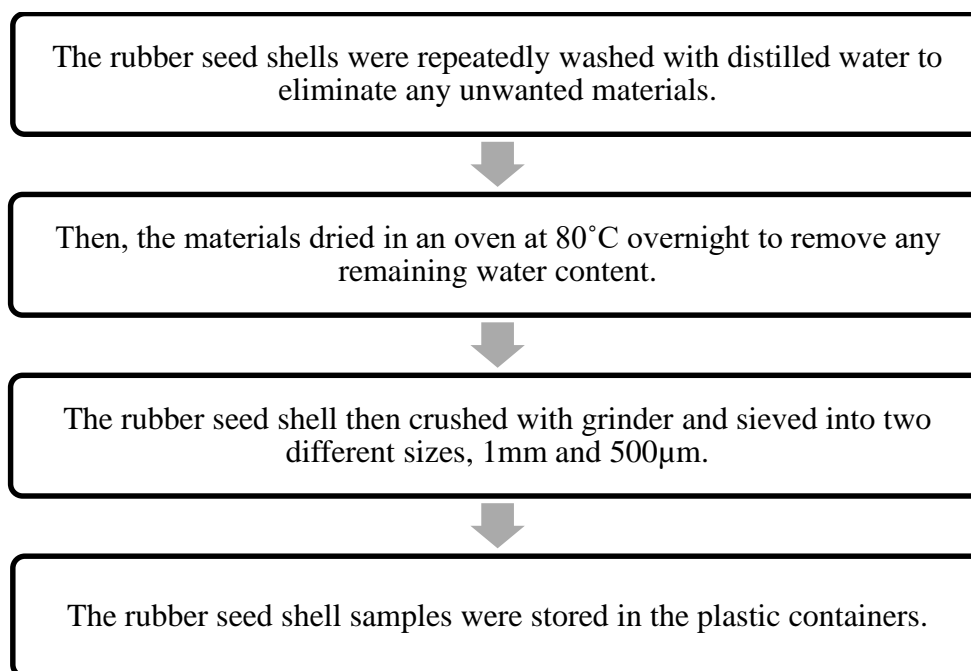 The rubber seed shells were repeatedly washed with distilled water to
eliminate any unwanted materials.
Then, the materials dried in an oven at 80˚C overnight to remove any
remaining water content.
The rubber seed shell then crushed with grinder and sieved into two
different sizes, 1mm and 500µm.
The rubber seed shell samples were stored in the plastic containers.